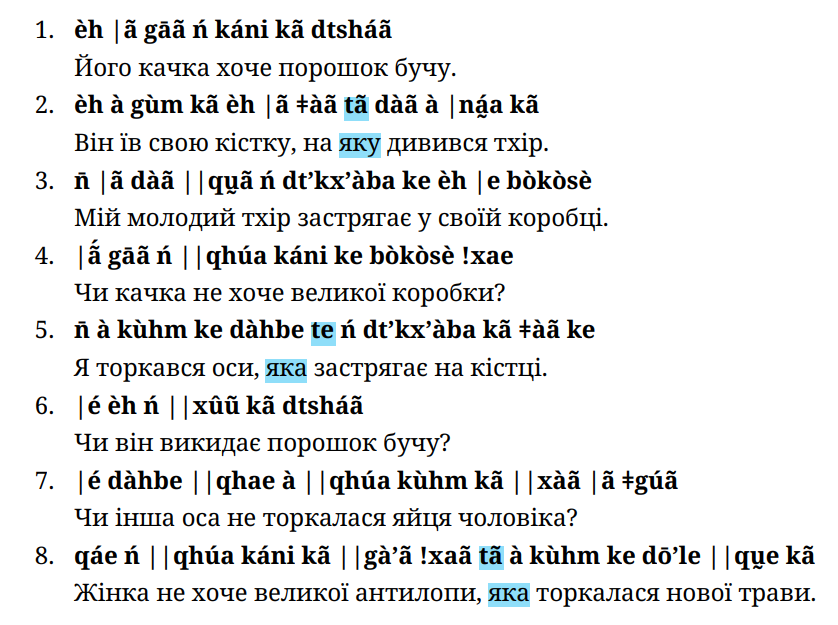 1. èh |ã gāã ń káni kã dtsháã
Його качка хоче порошок бучу.
2. èh à gùm kã èh |ã ǂàã tã dàã à |ná̰a kã
Він їв свою кістку, на яку дивився тхір.
3. n̄ |ã dàã ||qṵã ń dt’kx’àba ke èh |e bòkòsè
Мій молодий тхір застрягає у своїй коробці.
4. |ã́ gāã ń ||qhúa káni ke bòkòsè !xae
Чи качка не хоче великої коробки?
5. n̄ à kùhm ke dàhbe te ń dt’kx’àba kã ǂàã ke
Я торкався оси, яка застрягає на кістці.
6. |é èh ń ||xûũ kã dtsháã
Чи він викидає порошок бучу?
7. |é dàhbe ||qhae à ||qhúa kùhm kã ||xàã |ã ǂgúã
Чи інша оса не торкалася яйця чоловіка?
8. qáe ń ||qhúa káni kã ||gà’ã !xaã tã à kùhm ke dō’le ||qṵe kã
Жінка не хоче великої антилопи, яка торкалася нової трави.